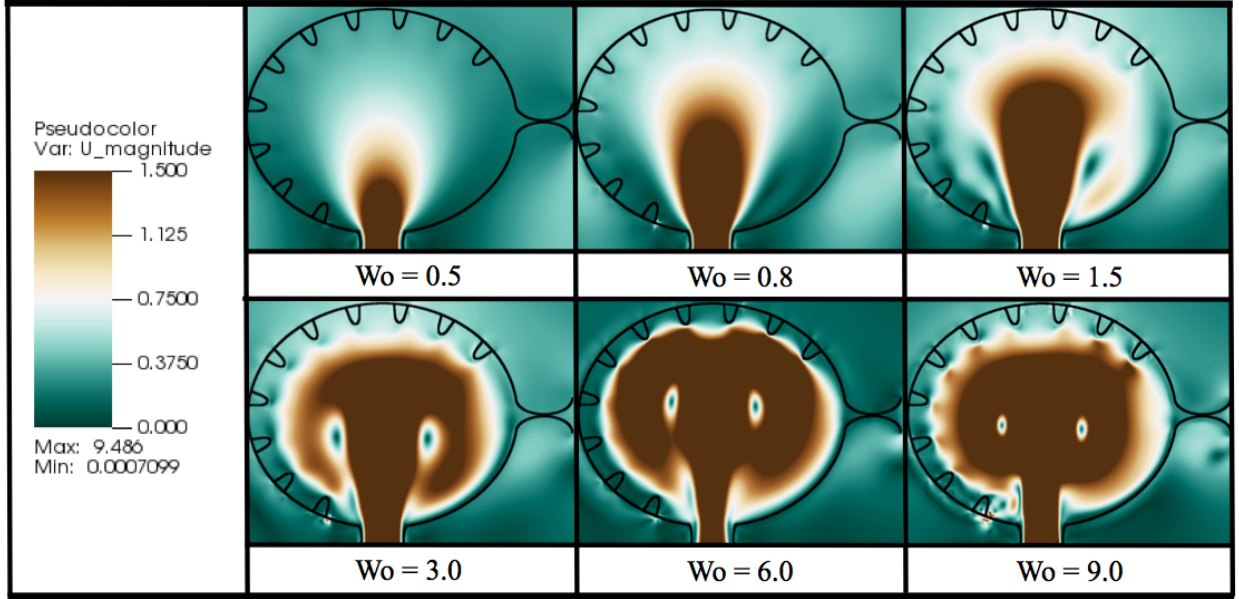 Pseudocolor
Var: U_magnitude
1.500
1.125
0.7500
0.3750
0.000
Max: 9.486
Min: 0.0007099
Wo = 0.5
Wo = 0.8
Wo = 1.5
Wo = 3.0
Wo = 6.0
Wo = 9.0